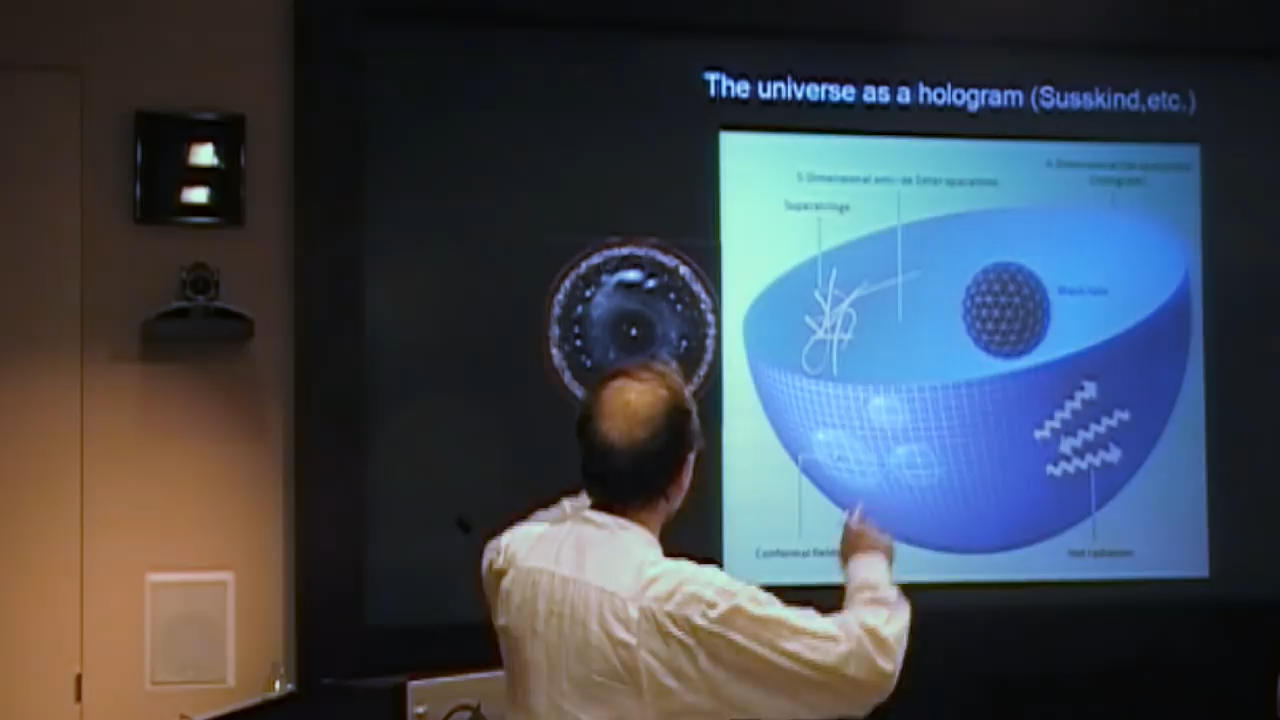 The universe as a hologram (Susskind,etc.)
5 Dimensional anti-de Sitter spacetime
Superstrings
Black hole
Conformal fields
Hot radiation